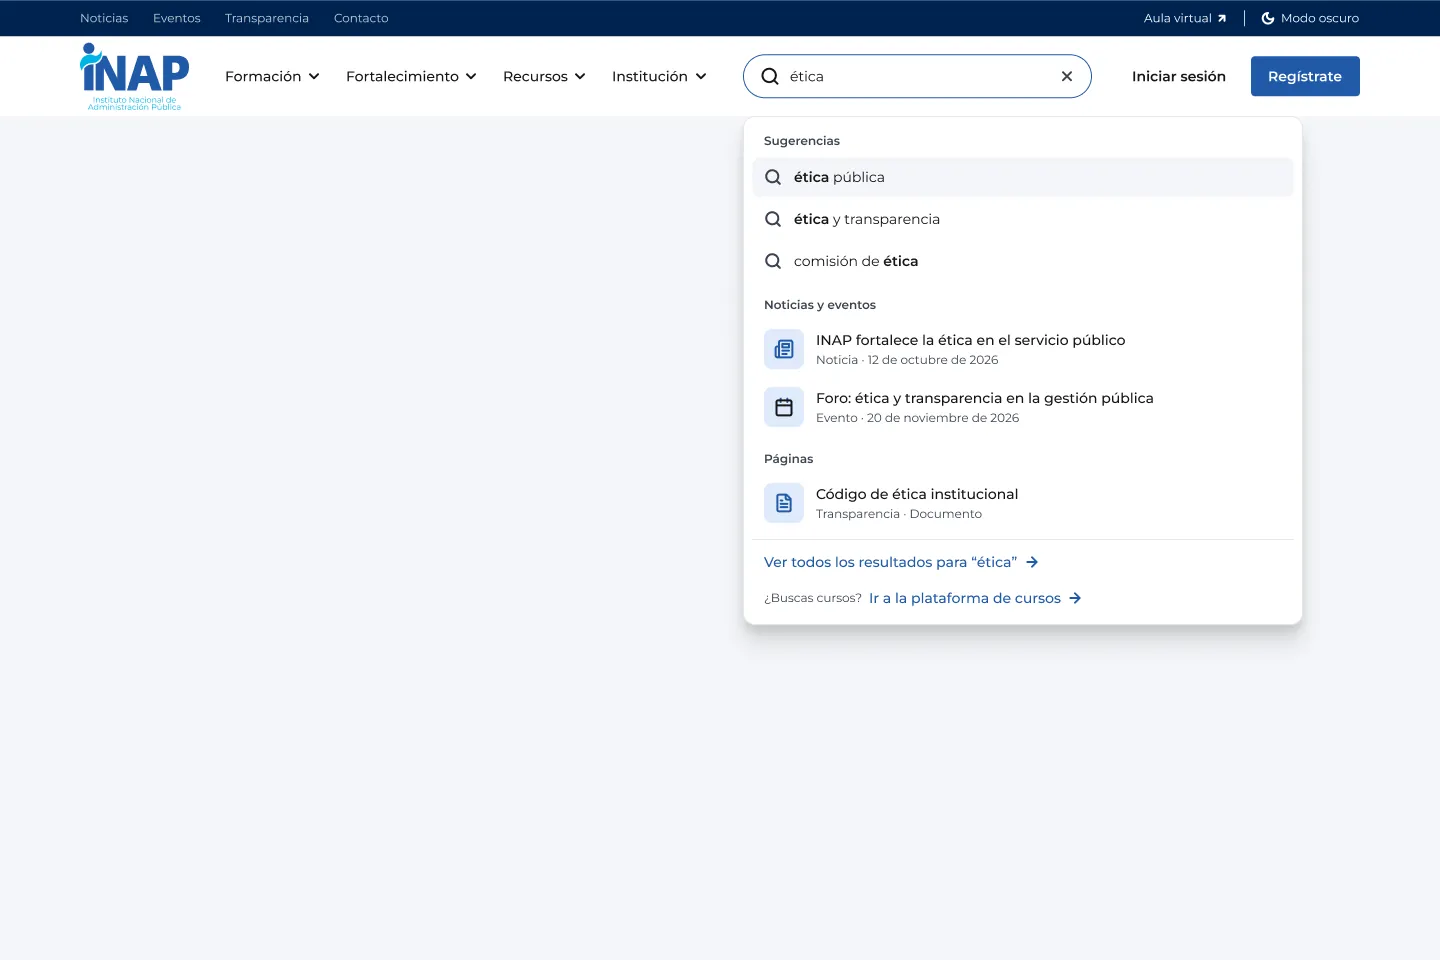 Noticias Eventos Transparencia Contacto Aula virtual Modo oscuro
iNAP
Instituto Nacional de
Administración Pública
Formación Fortalecimiento Recursos Institución ética Iniciar sesión Regístrate
Sugerencias
ética pública
ética y transparencia
comisión de ética
Noticias y eventos
INAP fortalece la ética en el servicio público
Noticia · 12 de octubre de 2026
Foro: ética y transparencia en la gestión pública
Evento · 20 de noviembre de 2026
Páginas
Código de ética institucional
Transparencia · Documento
Ver todos los resultados para “ética”
¿Buscas cursos? Ir a la plataforma de cursos